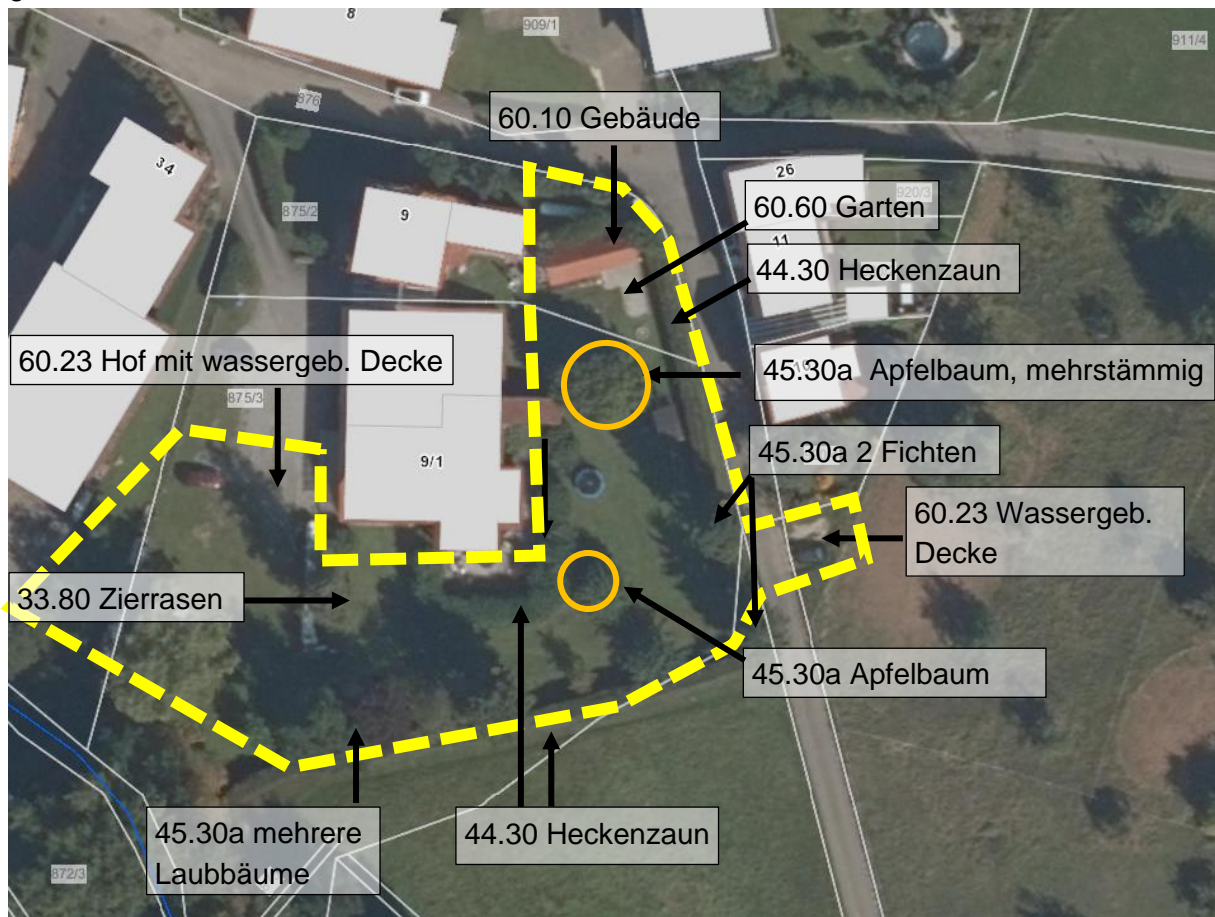 8
909/1
911/4
876
60.10 Gebäude
34
26
875/2
9
920/3
60.60 Garten
11
44.30 Heckenzaun
60.23 Hof mit wassergeb. Decke
10
45.30a Apfelbaum, mehrstämmig
875/3
45.30a 2 Fichten
9/1
60.23 Wassergeb.
Decke
33.80 Zierrasen
45.30a Apfelbaum
45.30a mehrere
Laubbäume
44.30 Heckenzaun
872/3